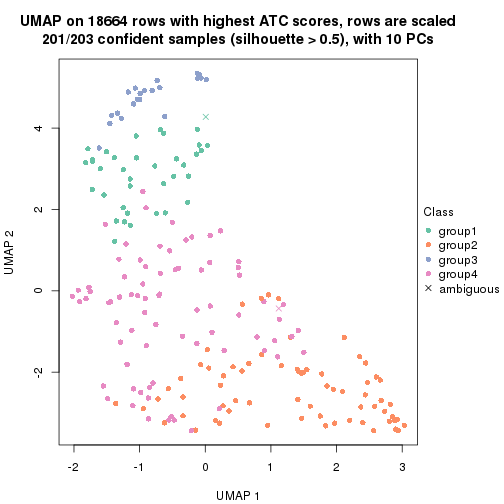 UMAP on 18664 rows with highest ATC scores, rows are scaled
201/203 confident samples (silhouette > 0.5), with 10 PCs
4
2
0
-2
UMAP 2
-2
-1
0
1
2
3
UMAP 1
Class
group1
group2
group3
group4
ambiguous